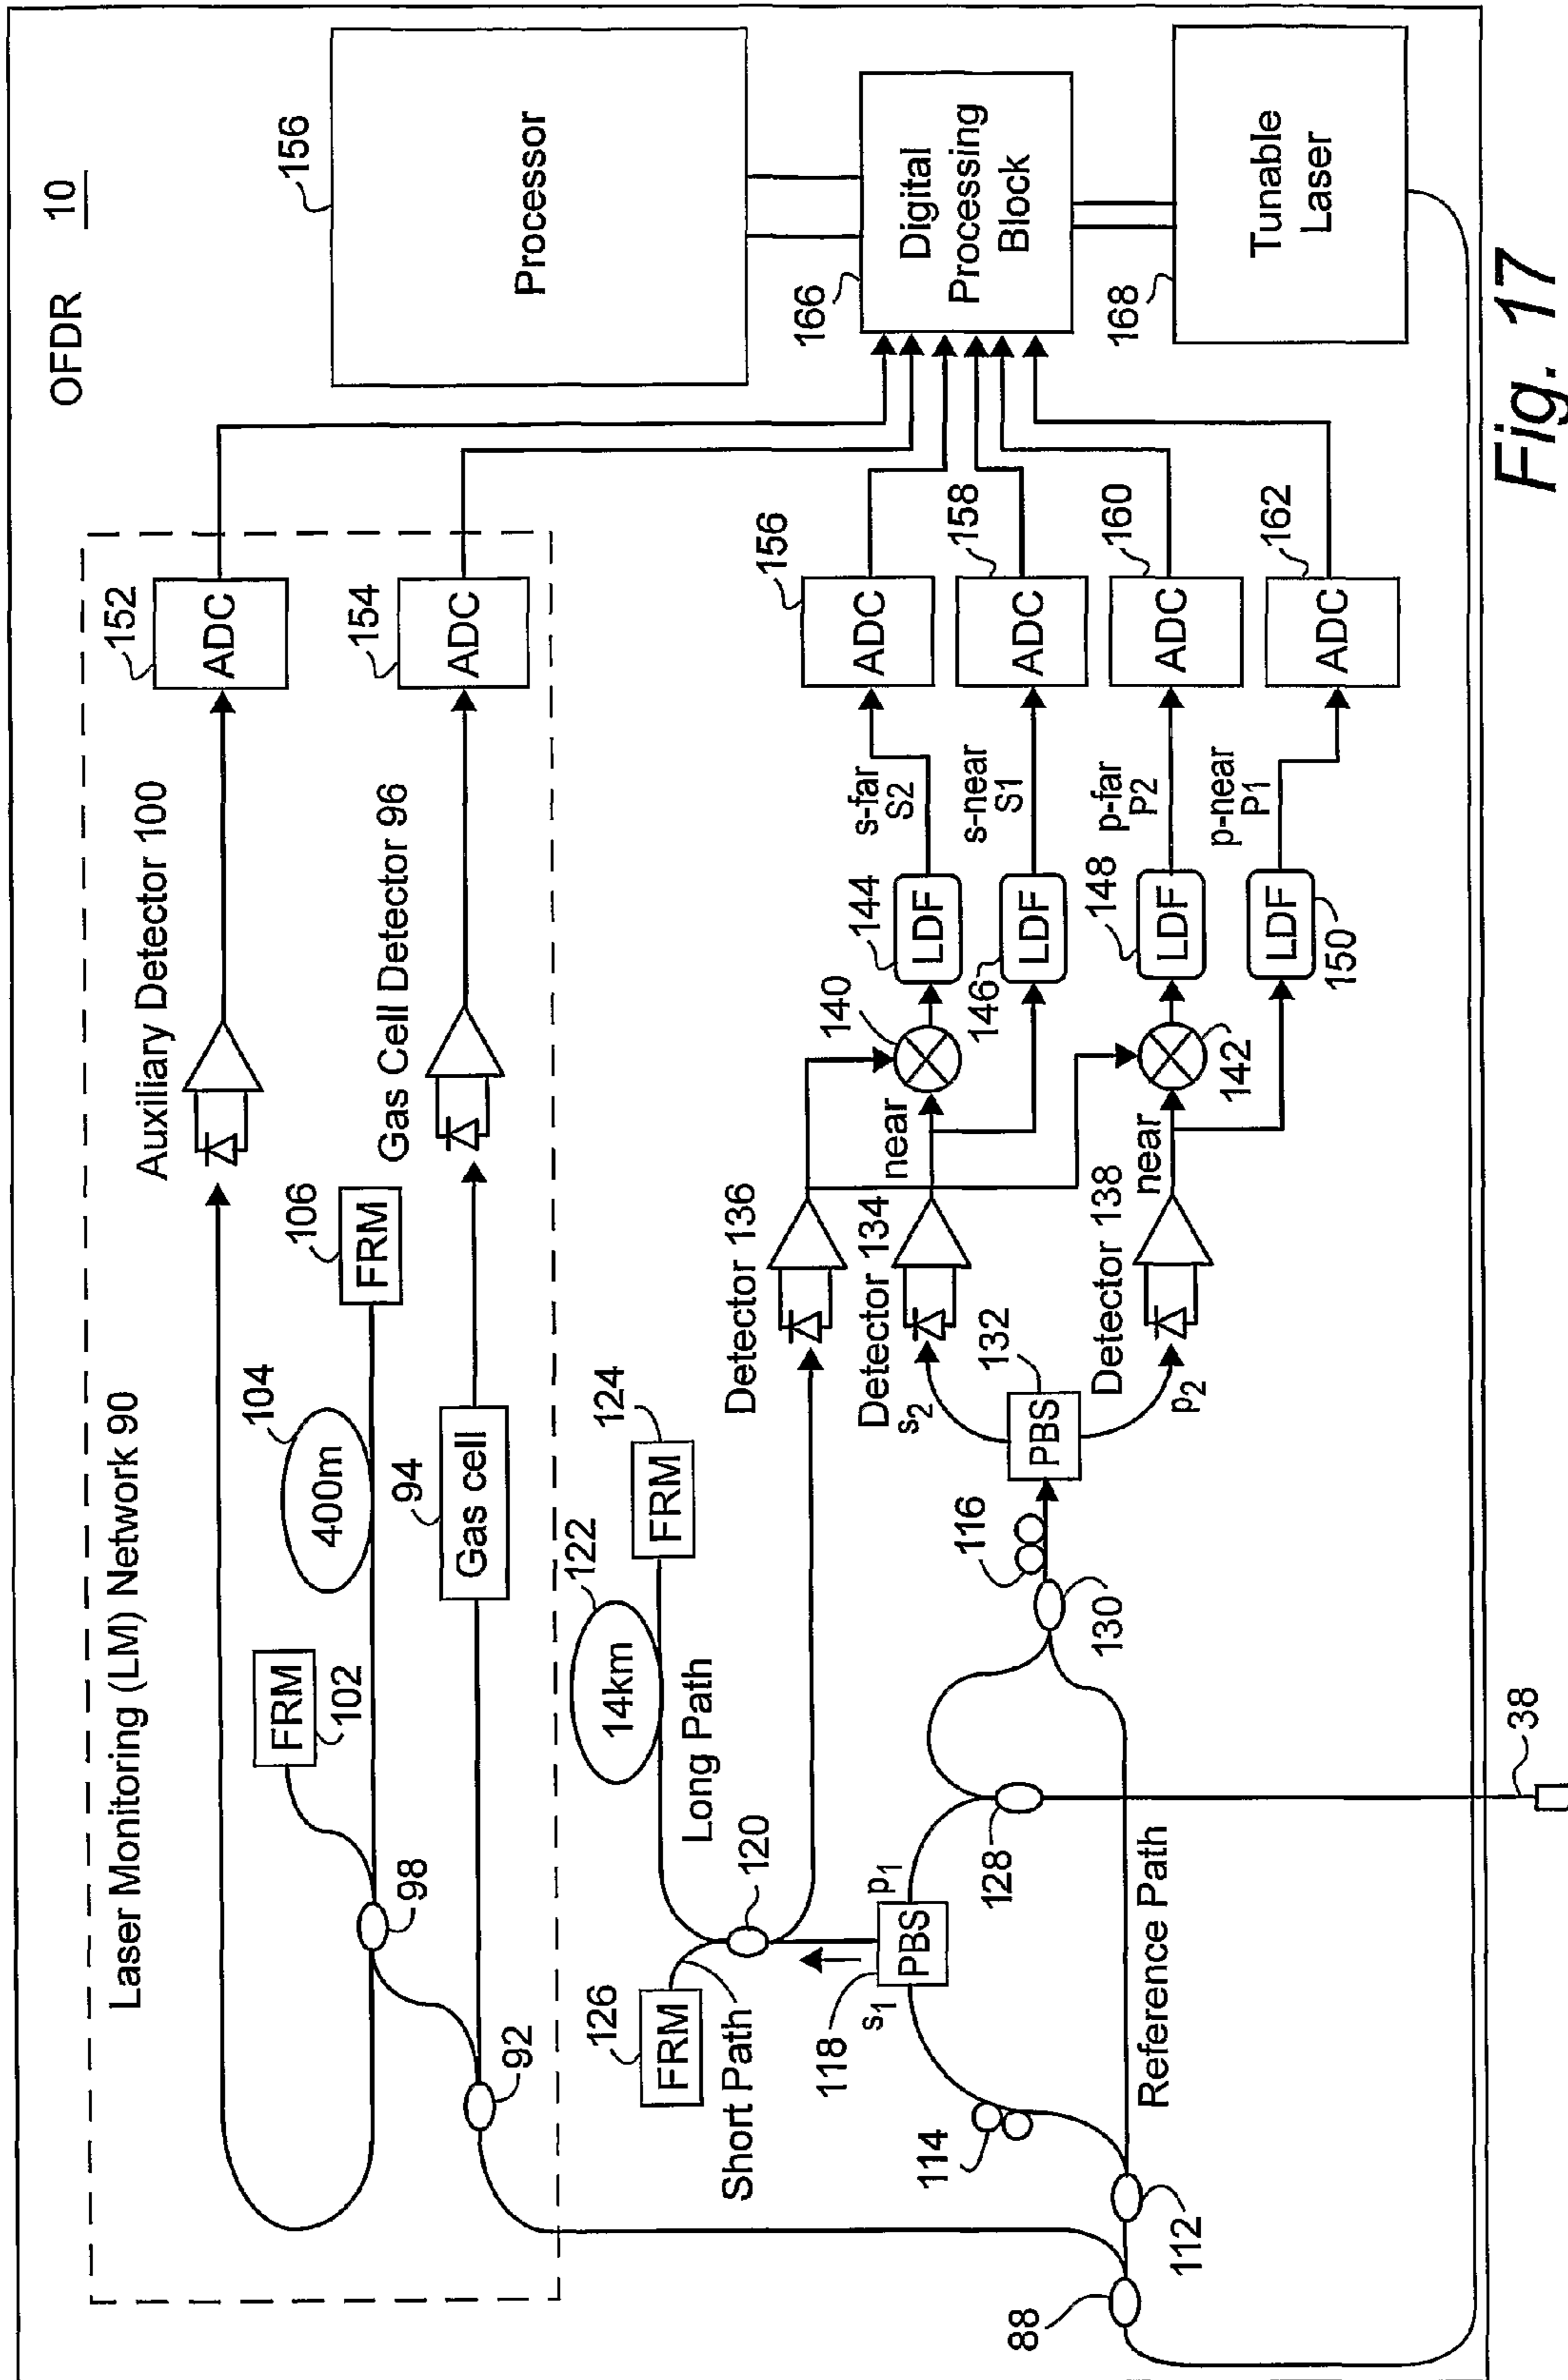 OFDR 10
Laser Monitoring (LM) Network 90
Auxiliary Detector 100
152
ADC
FRM
102
400m
104
FRM
106
98
Gas Cell Detector 96
154
ADC
94
Gas cell
92
156
Processor
166
Digital
Processing
Block
168
Tunable
Laser
126
FRM
Short Path
120
Long Path
14km
122
FRM
124
Detector 136
Detector 134
s2
near
140
144
LDF
s-far
S2
156
ADC
146
LDF
s-near
S1
158
ADC
118
s1
PBS
p1
114
128
116
130
PBS
132
Detector 138
p2
near
142
148
LDF
p-far
P2
160
ADC
LDF
150
p-near
P1
162
ADC
88
112
Reference Path
38
Fig. 17